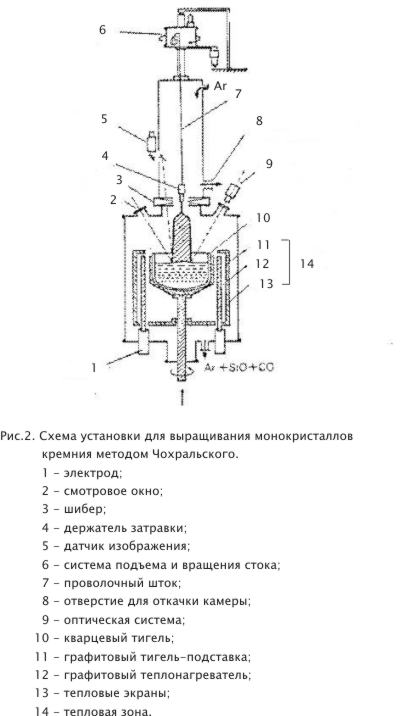 6
Ar
7
5
8
4
9
3
2
10
11
12
14
13
1
Ar +SiO+CO
Рис.2. Схема установки для выращивания монокристаллов
кремния методом Чохральского.
1 – электрод;
2 – смотровое окно;
3 – шибер;
4 – держатель затравки;
5 – датчик изображения;
6 – система подъема и вращения стока;
7 – проволочный шток;
8 – отверстие для откачки камеры;
9 – оптическая система;
10 – кварцевый тигель;
11 – графитовый тигель–подставка;
12 – графитовый теплонагреватель;
13 – тепловые экраны;
14 – тепловая зона.